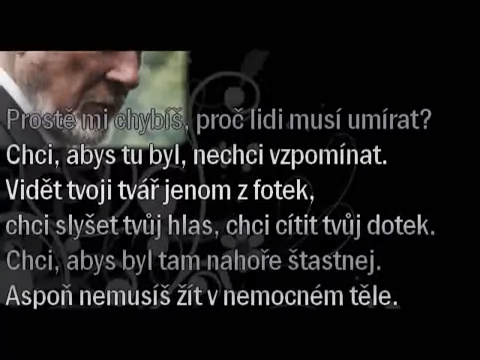 Prostě mi chybíš, proč lidi musí umírat?
Chci, abys tu byl, nechci vzpomínat.
Vidět tvoji tvář jenom z fotek,
chci slyšet tvůj hlas, chci cítit tvůj dotek.
Chci, abys byl tam nahoře štastnej.
Aspoň nemusíš žít v nemocném těle.